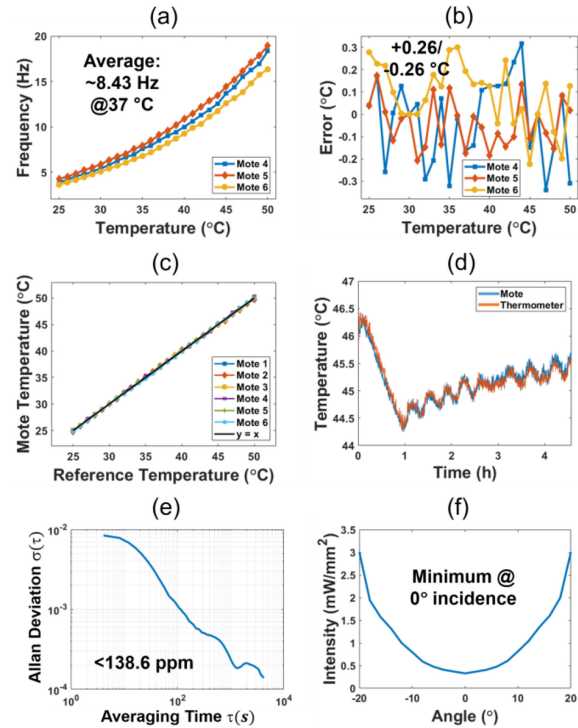 (a)
20
15
10
5
Frequency (Hz)
Average:
~8.43 Hz
@37 °C
Mote 4
Mote 5
Mote 6
25 30 35 40 45 50
Temperature (°C)
(b)
0.3
0.2
0.1
0
-0.1
-0.2
-0.3
Error (°C)
+0.26/
-0.26 °C
Mote 4
Mote 5
Mote 6
25 30 35 40 45 50
Temperature (°C)
(c)
50
45
40
35
30
25
Mote Temperature (°C)
Mote 1
Mote 2
Mote 3
Mote 4
Mote 5
Mote 6
y = x
25 30 35 40 45 50
Reference Temperature (°C)
(d)
47
46.5
46
45.5
45
44.5
44
Temperature (°C)
Mote
Thermometer
0 1 2 3 4
Time (h)
(e)
10⁻²
10⁻³
10⁻⁴
Allan Deviation σ(τ)
<138.6 ppm
10⁰ 10² 10⁴
Averaging Time τ(s)
(f)
3.5
3
2.5
2
1.5
1
0.5
0
Intensity (mW/mm²)
Minimum @
0° incidence
-20 -10 0 10 20
Angle (°)